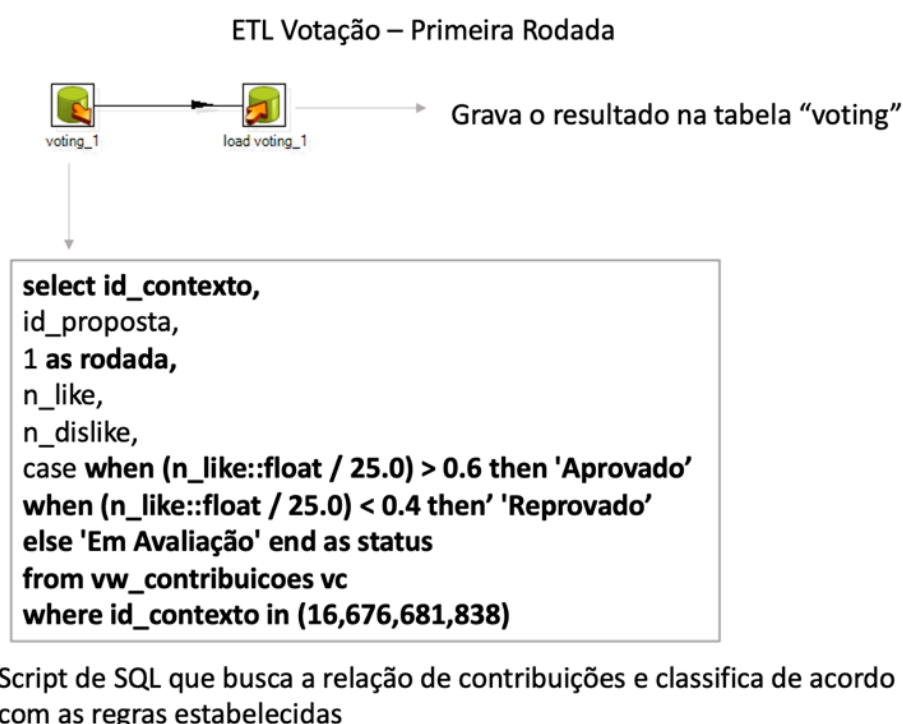 ETL Votação – Primeira Rodada
voting_1
load voting_1
Grava o resultado na tabela “voting”
select id_contexto,
id_proposta,
1 as rodada,
n_like,
n_dislike,
case when (n_like::float / 25.0) > 0.6 then 'Aprovado’
when (n_like::float / 25.0) < 0.4 then’ 'Reprovado’
else 'Em Avaliação' end as status
from vw_contribuicoes vc
where id_contexto in (16,676,681,838)
Script de SQL que busca a relação de contribuições e classifica de acordo
com as regras estabelecidas